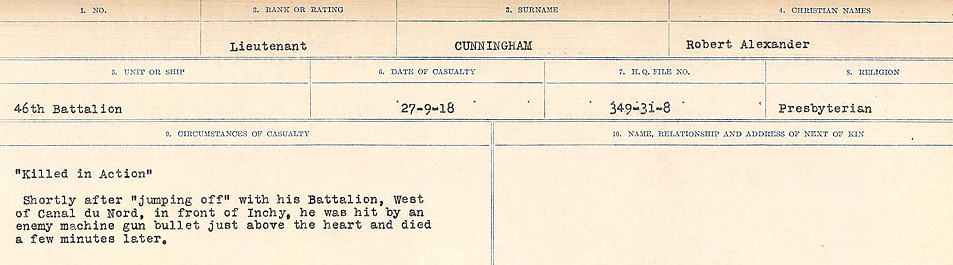 1. NO. 2. RANK OR RATING 3. SURNAME 4. CHRISTIAN NAMES
Lieutenant CUNNINGHAM Robert Alexander
5. UNIT OR SHIP 6. DATE OF CASUALTY 7. H.Q. FILE NO. 8. RELIGION
46th Battalion 27-9-18 349-31-8 Presbyterian
9. CIRCUMSTANCES OF CASUALTY 10. NAME, RELATIONSHIP AND ADDRESS OF NEXT OF KIN
"Killed in Action"
Shortly after "jumping off" with his Battalion, West
of Canal du Nord, in front of Inchy, he was hit by an
enemy machine gun bullet just above the heart and died
a few minutes later.